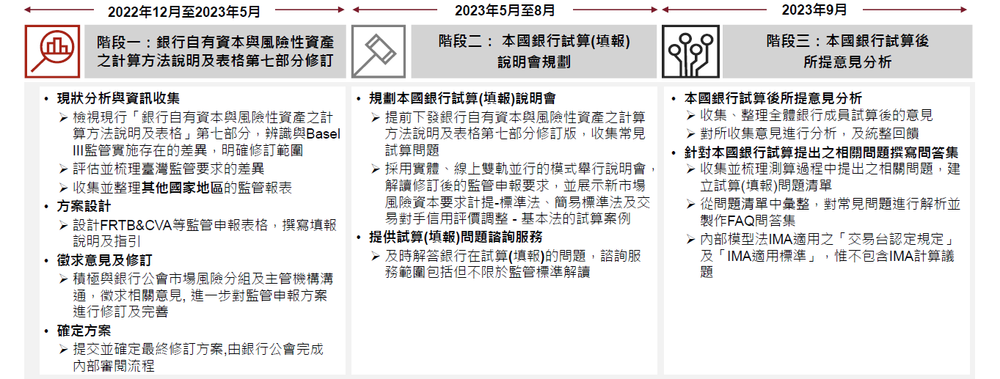 2022年12月至2023年5月
2023年5月至8月
2023年9月
階段一：銀行自有資本與風險性資產
之計算方法說明及表格第七部分修訂
階段二： 本國銀行試算(填報)
說明會規劃
階段三：本國銀行試算後
所提意見分析
• 現狀分析與資訊收集
➢ 檢視現行「銀行自有資本與風險性資產之計
算方法說明及表格」第七部分，辨識與Basel
III監管實施存在的差異，明確修訂範圍
➢ 評估並梳理臺灣監管要求的差異
➢ 收集並整理其他國家地區的監管報表
• 方案設計
➢ 設計FRTB&CVA等監管申報表格，撰寫填報
說明及指引
• 徵求意見及修訂
➢ 積極與銀行公會市場風險分組及主管機構溝
通，徵求相關意見, 進一步對監管申報方案
進行修訂及完善
• 確定方案
➢ 提交並確定最終修訂方案,由銀行公會完成
內部審閱流程
• 規劃本國銀行試算(填報)說明會
➢ 提前下發銀行自有資本與風險性資產之計算
方法說明及表格第七部分修訂版，收集常見
試算問題
➢ 採用實體、線上雙軌並行的模式舉行說明會，
解讀修訂後的監管申報要求，並展示新市場
風險資本要求計提-標準法、簡易標準法及交
易對手信用評價調整 - 基本法的試算案例
• 提供試算(填報)問題諮詢服務
➢ 及時解答銀行在試算(填報)的問題，諮詢服
務範圍包括但不限於監管標準解讀
• 本國銀行試算後所提意見分析
➢ 收集、整理全體銀行成員試算後的意見
➢ 對所收集意見進行分析，及統整回饋
• 針對本國銀行試算提出之相關問題撰寫問答集
➢ 收集並梳理測算過程中提出之相關問題，建
立試算(填報)問題清單
➢ 從問題清單中彙整，對常見問題進行解析並
製作FAQ問答集
➢ 內部模型法IMA適用之「交易台認定規定」
及「IMA適用標準」，惟不包含IMA計算議
題